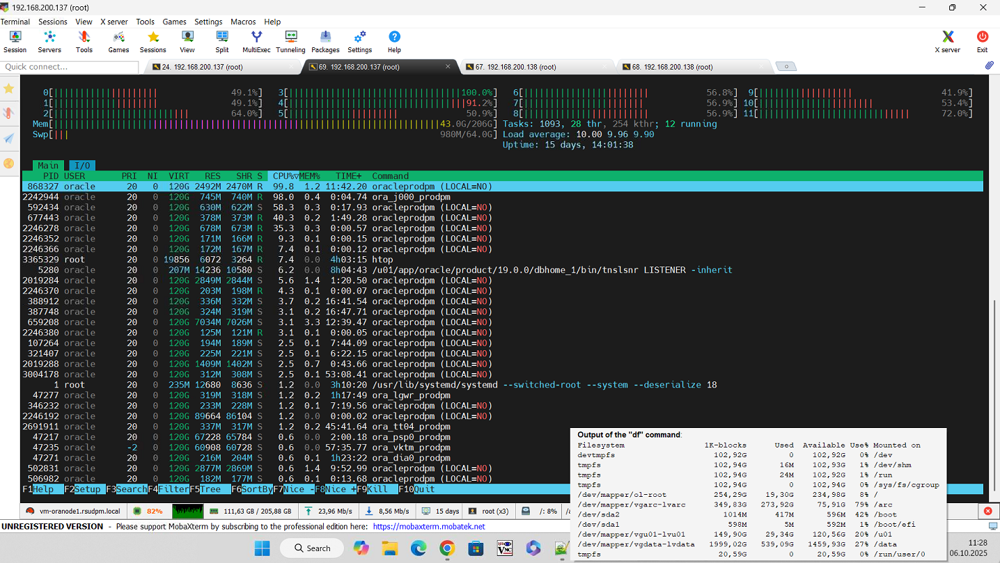 192.168.200.137 (root)
Terminal Sessions View X server Tools Games Settings Macros Help
Session Servers Tools Games Sessions View Split MultiExec Tunneling Packages Settings Help X server Exit
Quick connect... 24. 192.168.200.137 (root) 69. 192.168.200.137 (root) 67. 192.168.200.138 (root) 68. 192.168.200.138 (root)
0[ 49.1%] 3[ 100.0%] 6[ 56.8%] 9[ 41.9%]
1[ 49.1%] 4[ 91.2%] 7[ 56.9%] 10[ 53.4%]
2[ 64.0%] 5[ 50.9%] 8[ 56.9%] 11[ 72.0%]
Mem[ 43.0G/206G] Tasks: 1093, 28 thr, 254 kthr; 12 running
Swp[ 980M/64.0G] Load average: 10.00 9.96 9.90
Uptime: 15 days, 14:01:38
Main I/O
PID USER PRI NI VIRT RES SHR S CPU%▽MEM% TIME+ Command
868327 oracle 20 0 120G 2492M 2470M R 99.8 1.2 11:42.20 oracleprodpm (LOCAL=NO)
2242944 oracle 20 0 120G 745M 740M R 98.0 0.4 0:04.74 ora_j000_prodpm
592434 oracle 20 0 120G 630M 622M S 58.3 0.3 0:17.93 oracleprodpm (LOCAL=NO)
677443 oracle 20 0 120G 378M 373M R 40.3 0.2 1:49.28 oracleprodpm (LOCAL=NO)
2246278 oracle 20 0 120G 678M 673M R 35.3 0.3 0:00.57 oracleprodpm (LOCAL=NO)
2246352 oracle 20 0 120G 171M 166M R 9.3 0.1 0:00.15 oracleprodpm (LOCAL=NO)
2246366 oracle 20 0 120G 172M 167M R 7.4 0.1 0:00.12 oracleprodpm (LOCAL=NO)
3365329 root 20 0 19856 6072 3264 R 7.4 0.0 4h03:15 htop
5280 oracle 20 0 207M 14236 10580 S 6.2 0.0 8h04:43 /u01/app/oracle/product/19.0.0/dbhome_1/bin/tnslsnr LISTENER -inherit
2019284 oracle 20 0 120G 2849M 2844M S 5.6 1.4 1:20.50 oracleprodpm (LOCAL=NO)
2246370 oracle 20 0 120G 203M 198M R 4.3 0.1 0:00.07 oracleprodpm (LOCAL=NO)
388912 oracle 20 0 120G 336M 332M S 3.7 0.2 16:41.54 oracleprodpm (LOCAL=NO)
387748 oracle 20 0 120G 324M 319M S 3.1 0.2 16:47.71 oracleprodpm (LOCAL=NO)
659208 oracle 20 0 120G 7034M 7026M S 3.1 3.3 12:39.47 oracleprodpm (LOCAL=NO)
2246380 oracle 20 0 120G 125M 121M R 3.1 0.1 0:00.05 oracleprodpm (LOCAL=NO)
107264 oracle 20 0 120G 194M 189M S 2.5 0.1 7:44.09 oracleprodpm (LOCAL=NO)
321407 oracle 20 0 120G 225M 221M S 2.5 0.1 6:22.15 oracleprodpm (LOCAL=NO)
2019288 oracle 20 0 120G 1409M 1402M S 2.5 0.7 0:43.66 oracleprodpm (LOCAL=NO)
3004178 oracle 20 0 120G 312M 308M S 2.5 0.1 53:08.41 oracleprodpm (LOCAL=NO)
1 root 20 0 235M 12680 8636 S 1.2 0.0 3h10:20 /usr/lib/systemd/systemd --switched-root --system --deserialize 18
47277 oracle 20 0 120G 319M 318M S 1.2 0.2 1h17:49 ora_lgwr_prodpm
346232 oracle 20 0 120G 233M 228M S 1.2 0.1 7:19.56 oracleprodpm (LOCAL=NO)
2246192 oracle 20 0 120G 89664 86104 S 1.2 0.0 0:00.02 oracleprodpm (LOCAL=NO)
2691911 oracle 20 0 120G 337M 317M S 1.2 0.2 45:41.64 ora_tt04_prodpm
47217 oracle 20 0 120G 67228 65784 S 0.6 0.0 2:00.18 ora_psp0_prodpm
47235 oracle -2 0 120G 60908 60728 S 0.6 0.0 57:35.77 ora_vktm_prodpm
47271 oracle 20 0 120G 216M 204M S 0.6 0.1 1h23:22 ora_dia0_prodpm
502831 oracle 20 0 120G 2877M 2869M S 0.6 1.4 9:52.99 oracleprodpm (LOCAL=NO)
506982 oracle 20 0 120G 182M 177M S 0.6 0.1 0:13.68 oracleprodpm (LOCAL=NO)
F1Help F2Setup F3SearchF4FilterF5Tree F6SortByF7Nice -F8Nice +F9Kill F10Quit
Output of the "df" command:
Filesystem 1K-blocks Used Available Use% Mounted on
devtmpfs 102,92G 0 102,92G 0% /dev
tmpfs 102,94G 16M 102,93G 1% /dev/shm
tmpfs 102,94G 24M 102,92G 1% /run
tmpfs 102,94G 0 102,94G 0% /sys/fs/cgroup
/dev/mapper/ol-root 254,29G 19,30G 234,98G 8% /
/dev/mapper/vgarc-lvarc 349,83G 273,92G 75,91G 79% /arc
/dev/sda2 1014M 417M 596M 42% /boot
/dev/sda1 598M 5M 592M 1% /boot/efi
/dev/mapper/vgu01-lvu01 149,90G 29,34G 120,56G 20% /u01
/dev/mapper/vgdata-lvdata 1999,02G 539,09G 1459,93G 27% /data
tmpfs 20,59G 0 20,59G 0% /run/user/0
vm-oranode1.rsudpm.local 82% 111,63 GB / 205,88 GB 23,96 Mb/s 8,56 Mb/s 15 days root (x3) /: 8%
UNREGISTERED VERSION - Please support MobaXterm by subscribing to the professional edition here: https://mobaxterm.mobatek.net
Search
11:28
06.10.2025